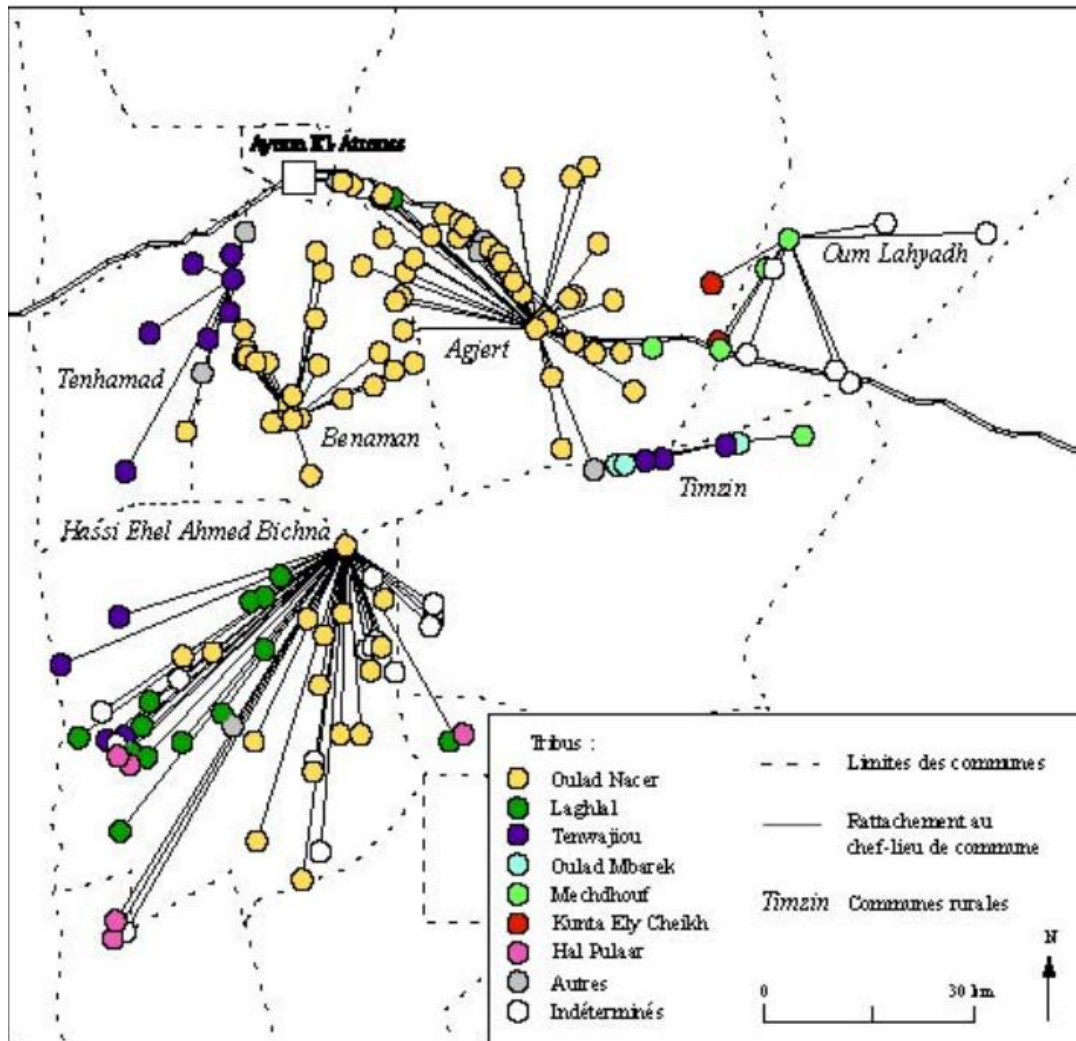 Ayoun El-Atrouss
Oum Lahyadh
Agjert
Tenhamad
Benaman
Timzin
Hassi Ehel Ahmed Bichna
Tribus :
Oulad Nacer
Laghlal
Tenwajiou
Oulad Mbarek
Mechdhouf
Kunta Ely Cheikh
Hal Pulaar
Autres
Indéterminés
Limites des communes
Rattachement au
chef-lieu de commune
Timzin Communes rurales
N
0 30 km